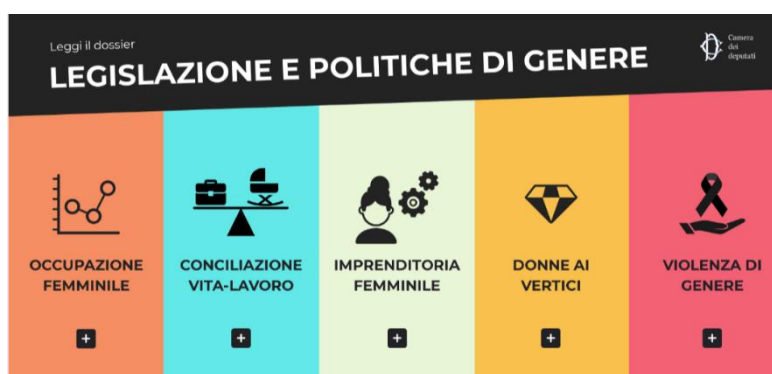 Leggi il dossier
LEGISLAZIONE E POLITICHE DI GENERE
Camera
dei
deputati
OCCUPAZIONE
FEMMINILE
CONCILIAZIONE
VITA-LAVORO
IMPRENDITORIA
FEMMINILE
DONNE AI
VERTICI
VIOLENZA DI
GENERE